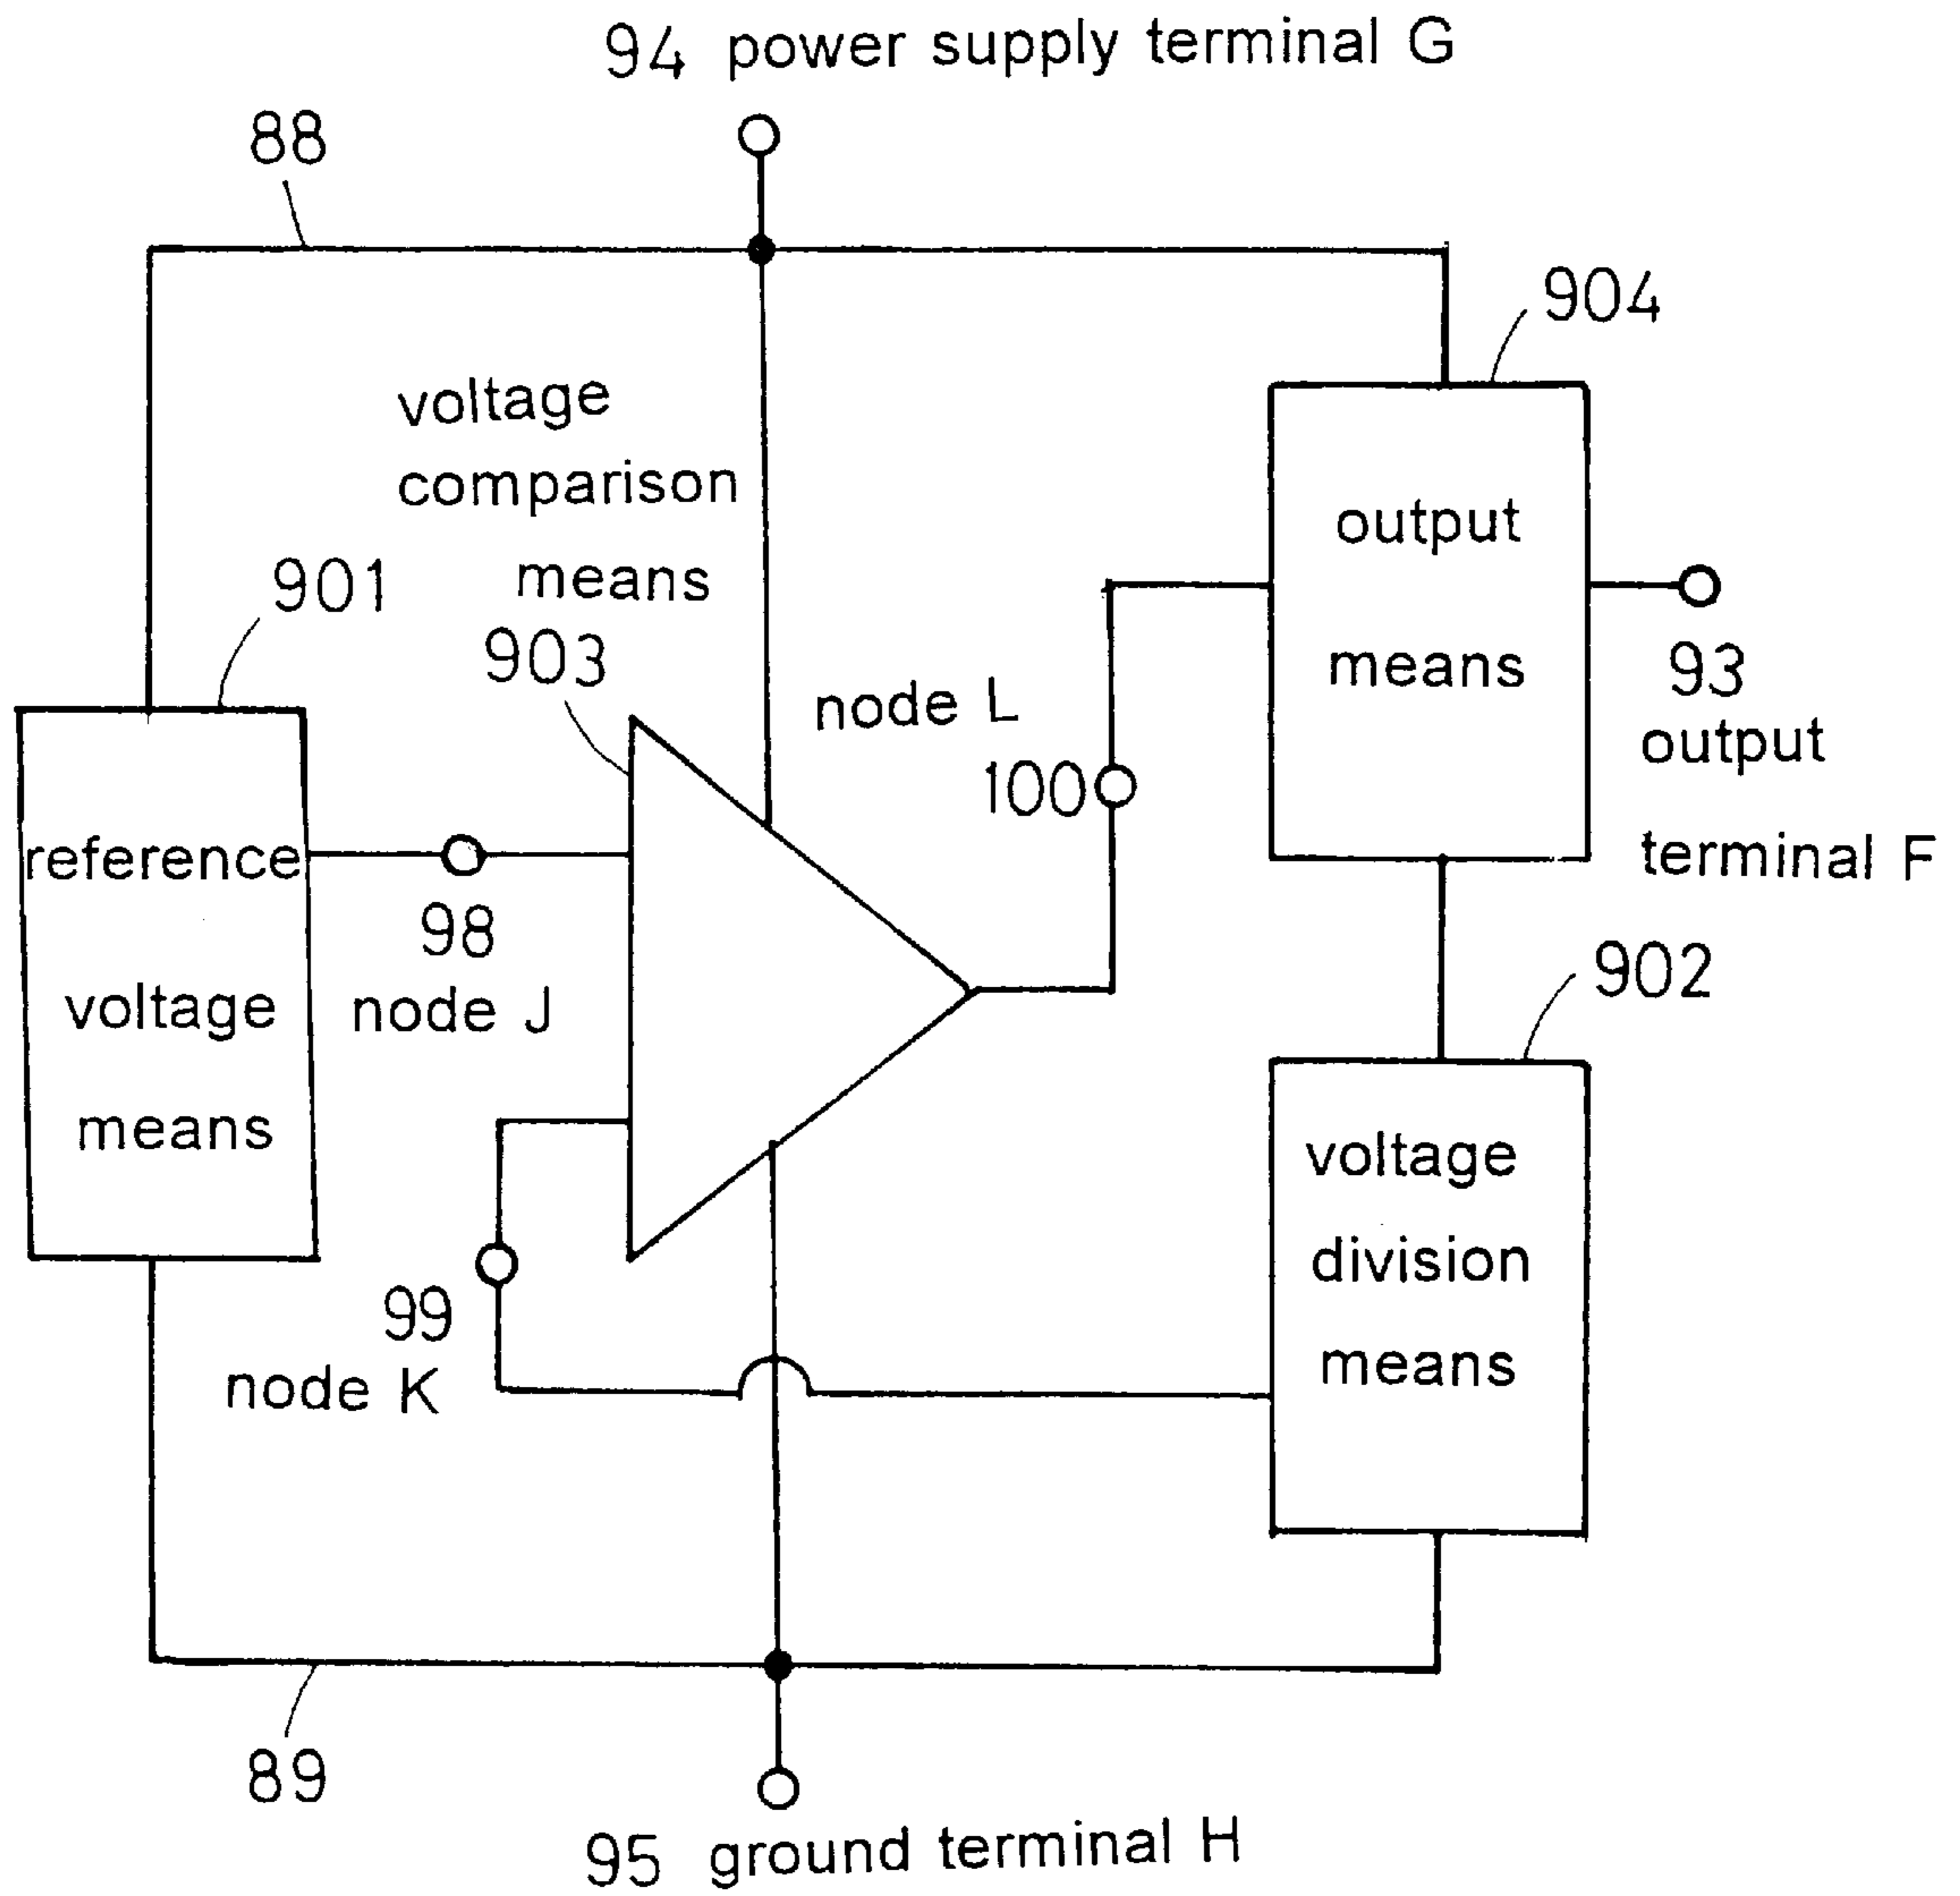 94 power supply terminal G
88
904
voltage
comparison
means
901
903
output
means
node L
100
93
output
terminal F
reference
voltage
means
98
node J
902
voltage
division
means
99
node K
89
95 ground terminal H